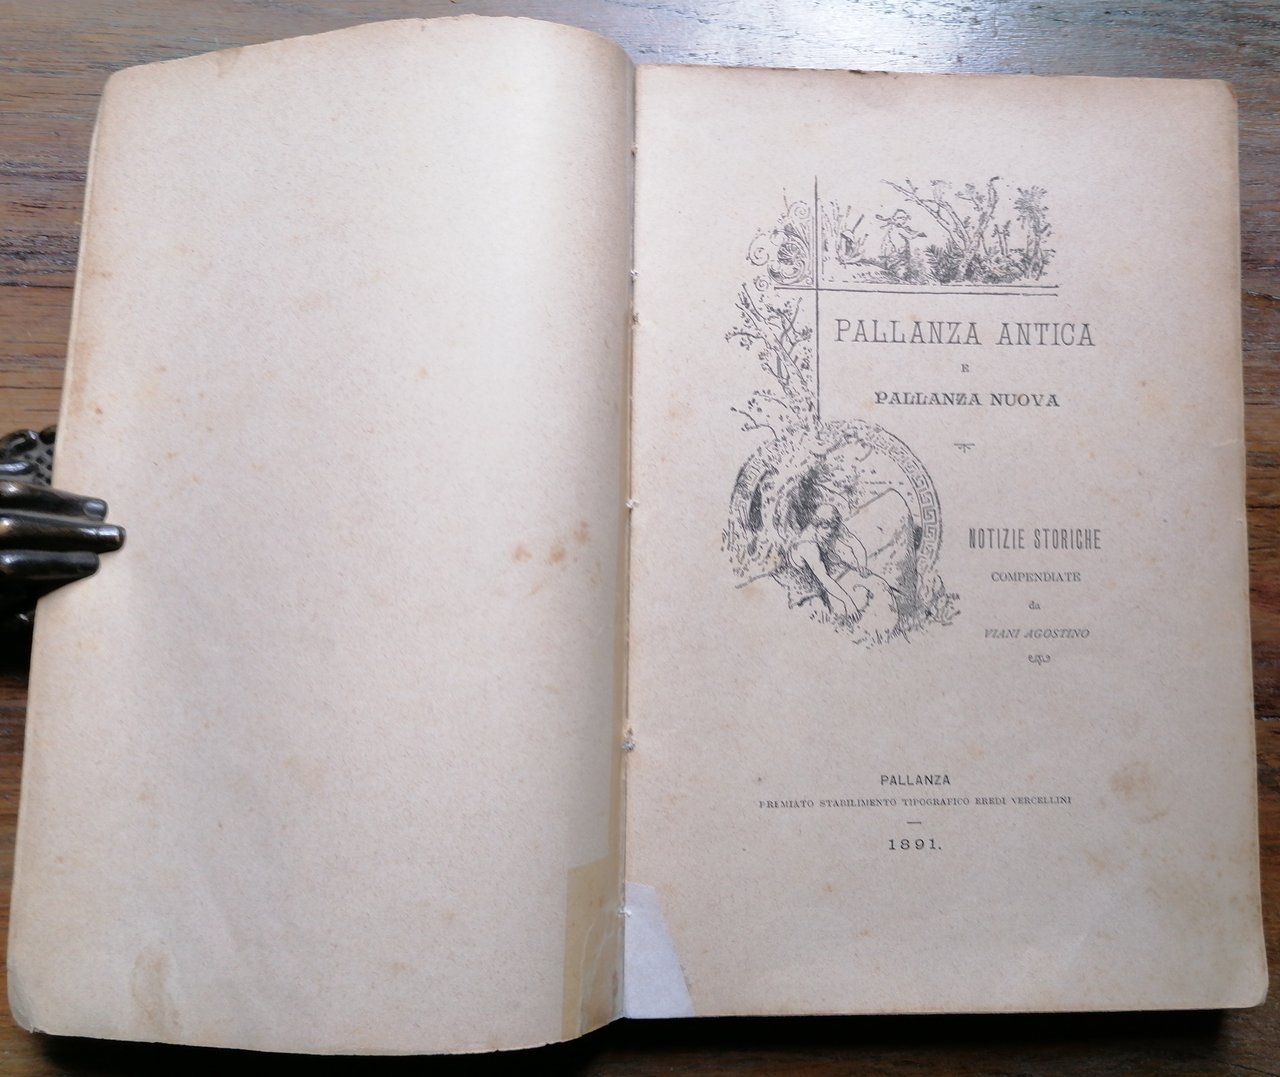 PALLANZA ANTICA
E
PALLANZA NUOVA
NOTIZIE STORICHE
COMPENDIATE
da
VIANI AGOSTINO
PALLANZA
PREMIATO STABILIMENTO TIPOGRAFICO EREDI VERCELLINI
1891.